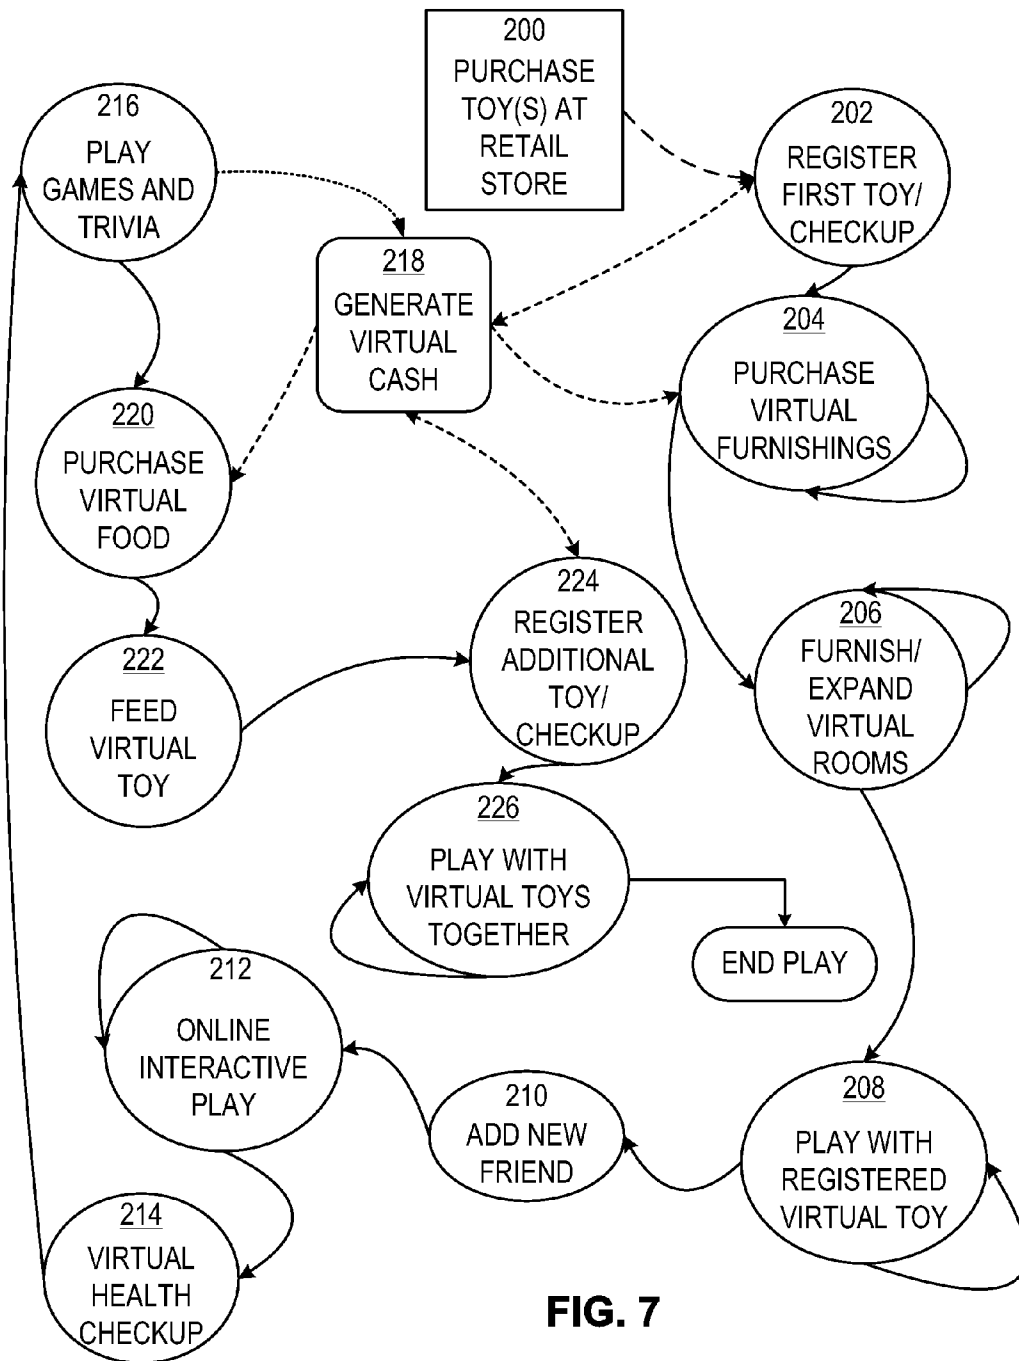 200
PURCHASE
TOY(S) AT
RETAIL
STORE
202
REGISTER
FIRST TOY/
CHECKUP
216
PLAY
GAMES AND
TRIVIA
218
GENERATE
VIRTUAL
CASH
204
PURCHASE
VIRTUAL
FURNISHINGS
220
PURCHASE
VIRTUAL
FOOD
224
REGISTER
ADDITIONAL
TOY/
CHECKUP
206
FURNISH/
EXPAND
VIRTUAL
ROOMS
222
FEED
VIRTUAL
TOY
226
PLAY WITH
VIRTUAL TOYS
TOGETHER
END PLAY
212
ONLINE
INTERACTIVE
PLAY
210
ADD NEW
FRIEND
208
PLAY WITH
REGISTERED
VIRTUAL TOY
214
VIRTUAL
HEALTH
CHECKUP
FIG. 7